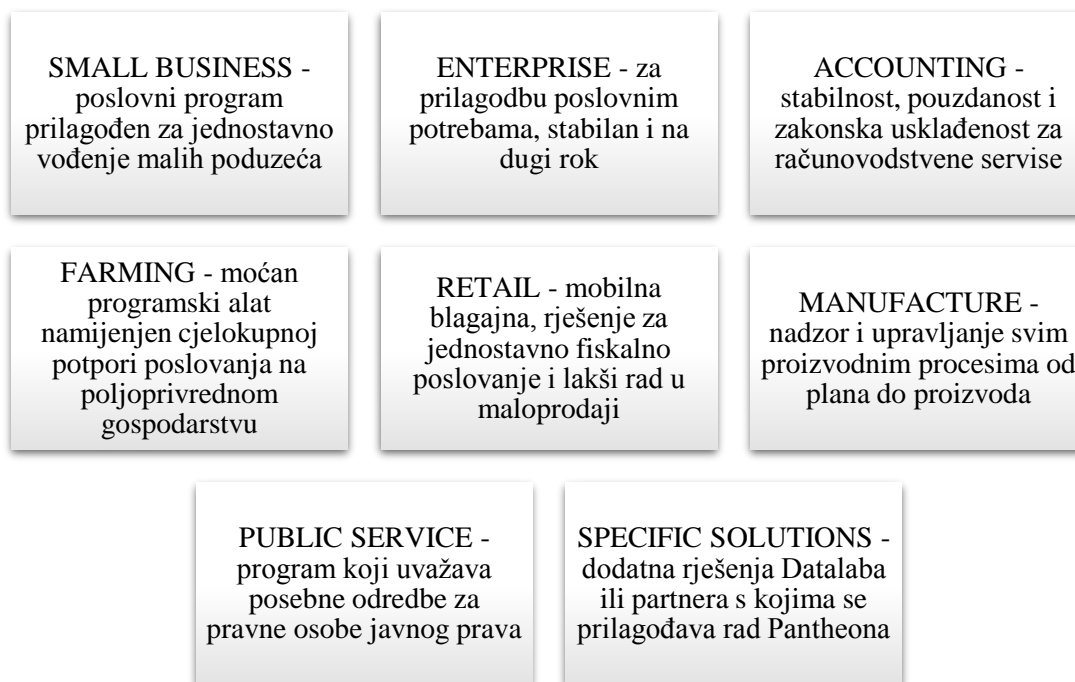 SMALL BUSINESS -
poslovni program
prilagođen za jednostavno
vođenje malih poduzeća
ENTERPRISE - za
prilagodbu poslovnim
potrebama, stabilan i na
dugi rok
ACCOUNTING -
stabilnost, pouzdanost i
zakonska usklađenost za
računovodstvene servise
FARMING - moćan
programski alat
namijenjen cjelokupnoj
potpori poslovanja na
poljoprivrednom
gospodarstvu
RETAIL - mobilna
blagajna, rješenje za
jednostavno fiskalno
poslovanje i lakši rad u
maloprodaji
MANUFACTURE -
nadzor i upravljanje svim
proizvodnim procesima od
plana do proizvoda
PUBLIC SERVICE -
program koji uvažava
posebne odredbe za
pravne osobe javnog prava
SPECIFIC SOLUTIONS -
dodatna rješenja Datalaba
ili partnera s kojima se
prilagođava rad Pantheona